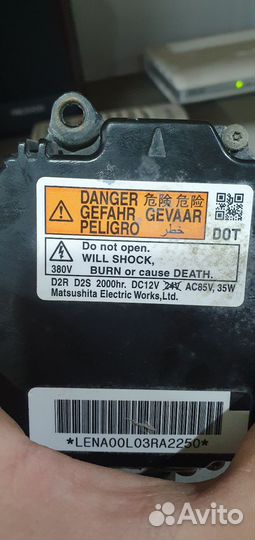 DANGER 危険 危险
GEFAHR GEVAAR
PELIGRO خطر
DOT
Do not open.
WILL SHOCK,
380V BURN or cause DEATH.
D2R D2S 2000hr. DC12V 24V AC85V, 35W
Matsushita Electric Works,Ltd.
*LENA00L03RA2250*
Avito